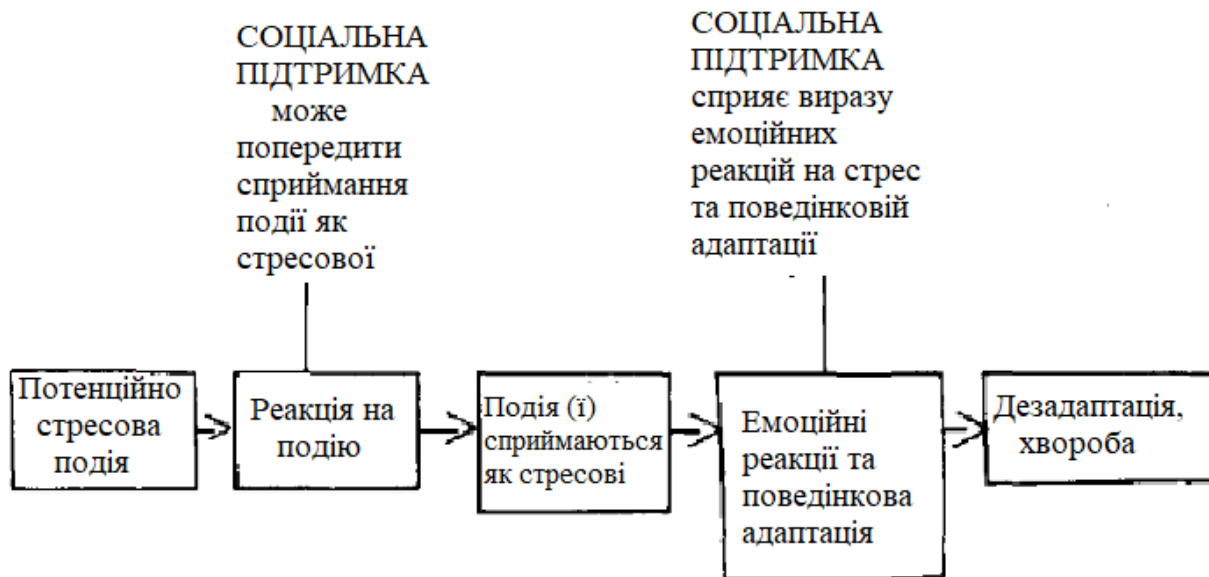 СОЦІАЛЬНА
ПІДТРИМКА
може
попередити
сприймання
події як
стресової
СОЦІАЛЬНА
ПІДТРИМКА
сприяє виразу
емоційних
реакцій на стрес
та поведінковій
адаптації
Потенційно
стресова
подія
Реакція на
подію
Подія (ї)
сприймаються
як стресові
Емоційні
реакції та
поведінкова
адаптація
Дезадаптація,
хвороба